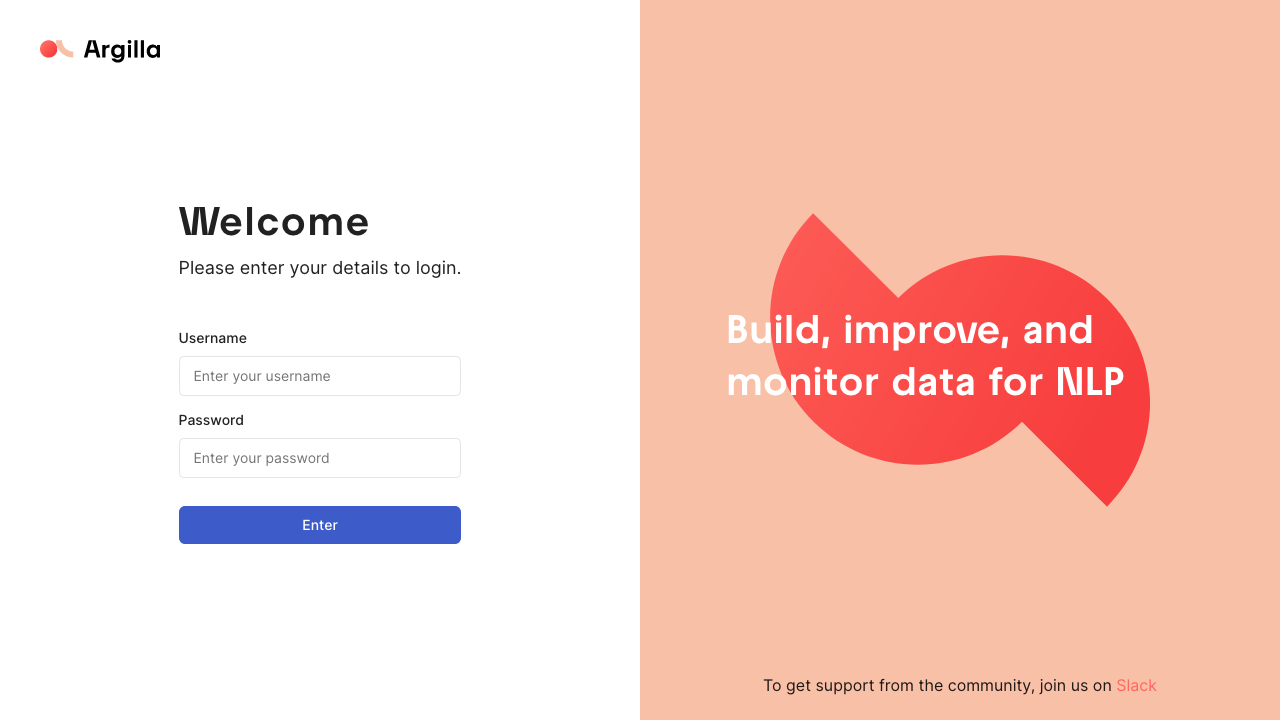 Argilla
Welcome
Please enter your details to login.
Username
Enter your username
Password
Enter your password
Enter
Build, improve, and
monitor data for NLP
To get support from the community, join us on Slack